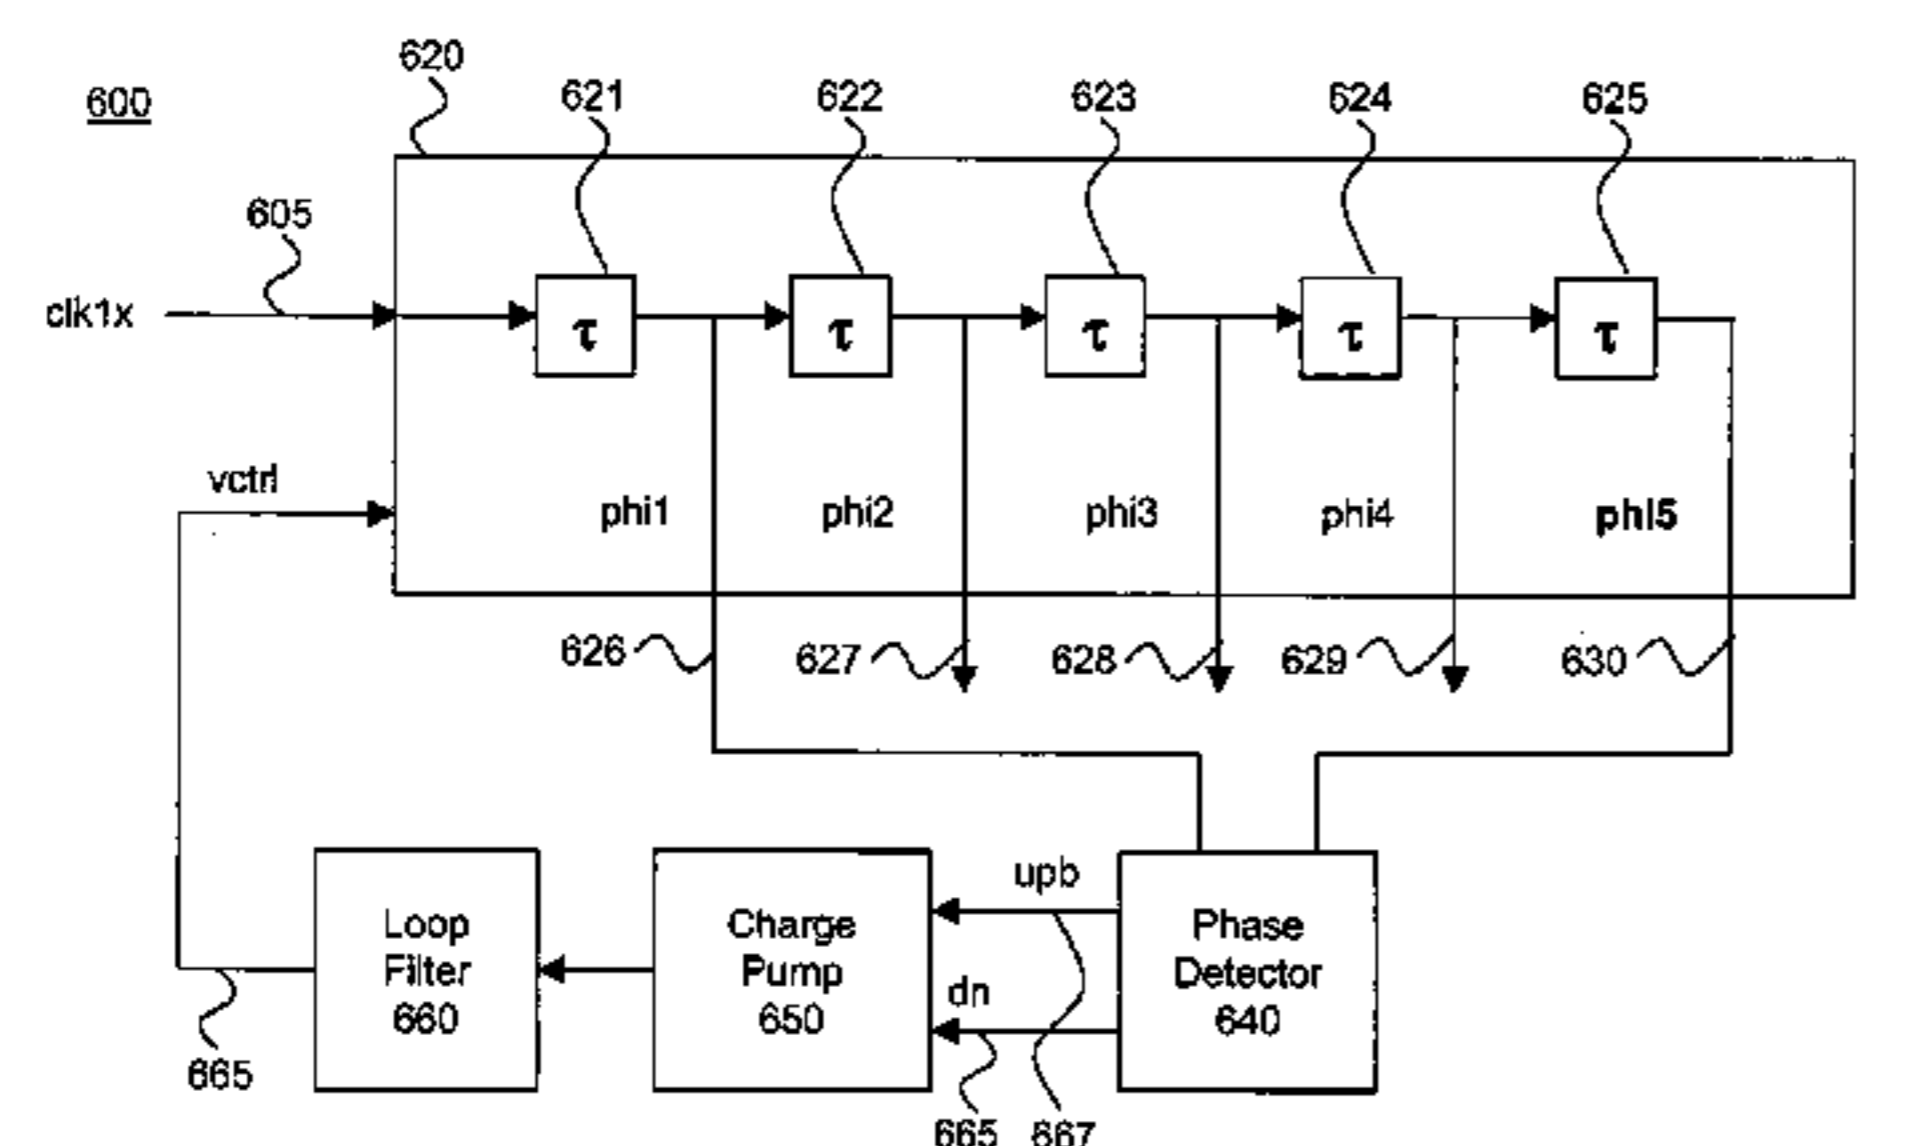 600
620
621
622
623
624
625
605
clk1x
τ
τ
τ
τ
τ
vctrl
phi1
phi2
phi3
phi4
phi5
626
627
628
629
630
Loop
Filter
660
Charge
Pump
650
upb
dn
Phase
Detector
640
665
665
667